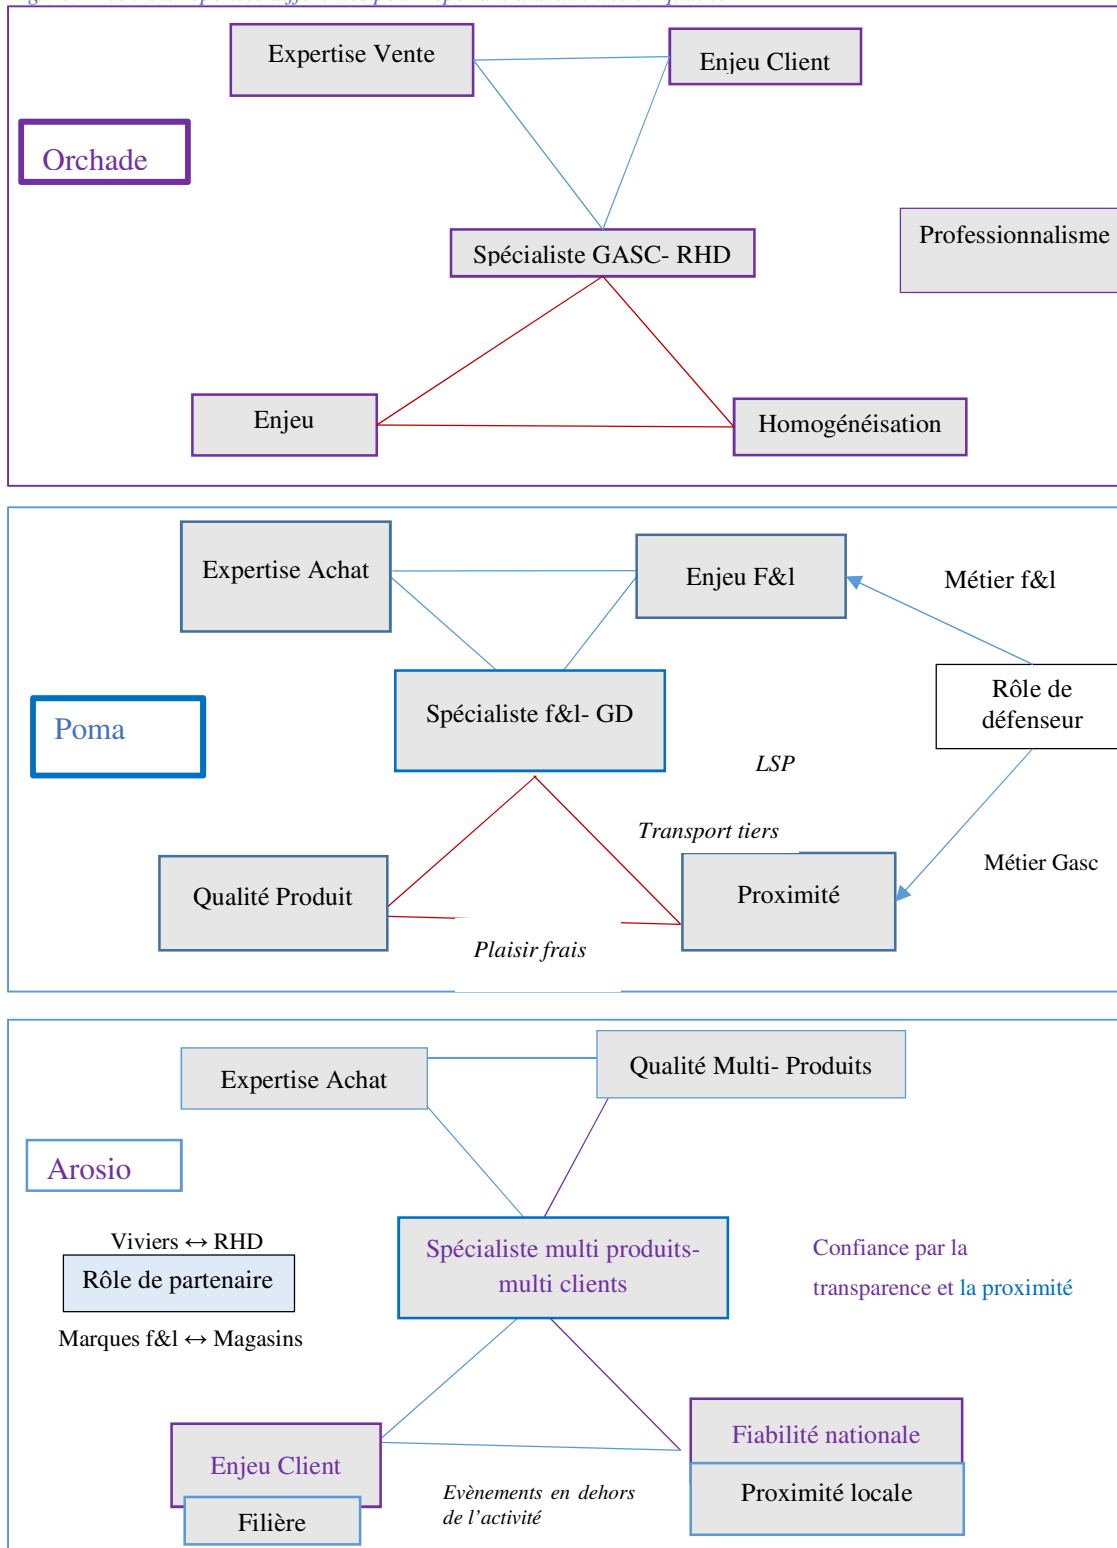 Expertise Vente
Enjeu Client
Orchade
Professionnalisme
Spécialiste GASC- RHD
Enjeu
Homogénéisation
Expertise Achat
Enjeu F&l
Métier f&l
Rôle de
défenseur
Spécialiste f&l- GD
Poma
LSP
Transport tiers
Métier Gasc
Qualité Produit
Proximité
Plaisir frais
Expertise Achat
Qualité Multi- Produits
Arosio
Viviers ↔ RHD
Rôle de partenaire
Marques f&l ↔ Magasins
Spécialiste multi produits-
multi clients
Confiance par la
transparence et la proximité
Fiabilité nationale
Enjeu Client
Proximité locale
Evènements en dehors
de l'activité
Filière